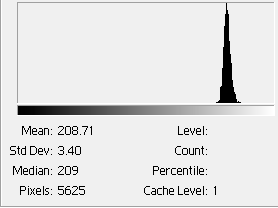 Mean: 208.71 Level:
Std Dev: 3.40 Count:
Median: 209 Percentile:
Pixels: 5625 Cache Level: 1